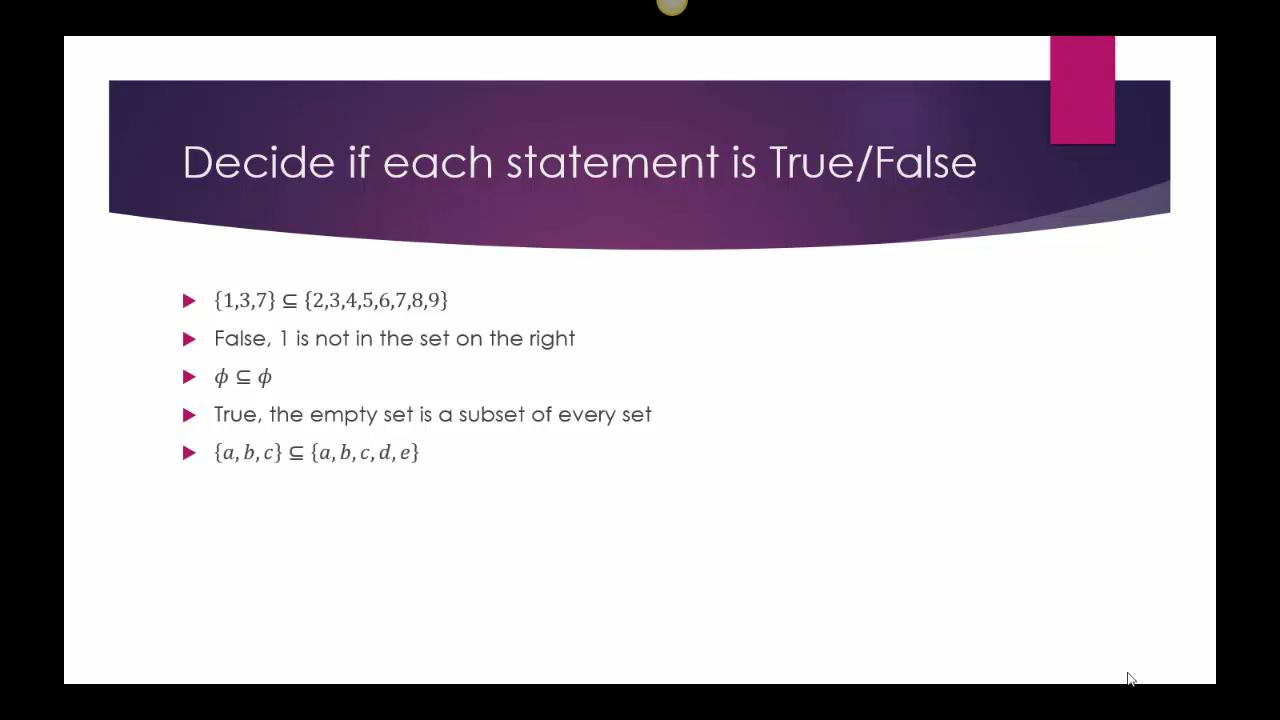 Decide if each statement is True/False
{1,3,7} ⊆ {2,3,4,5,6,7,8,9}
False, 1 is not in the set on the right
𝜙 ⊆ 𝜙
True, the empty set is a subset of every set
{𝑎, 𝑏, 𝑐} ⊆ {𝑎, 𝑏, 𝑐, 𝑑, 𝑒}